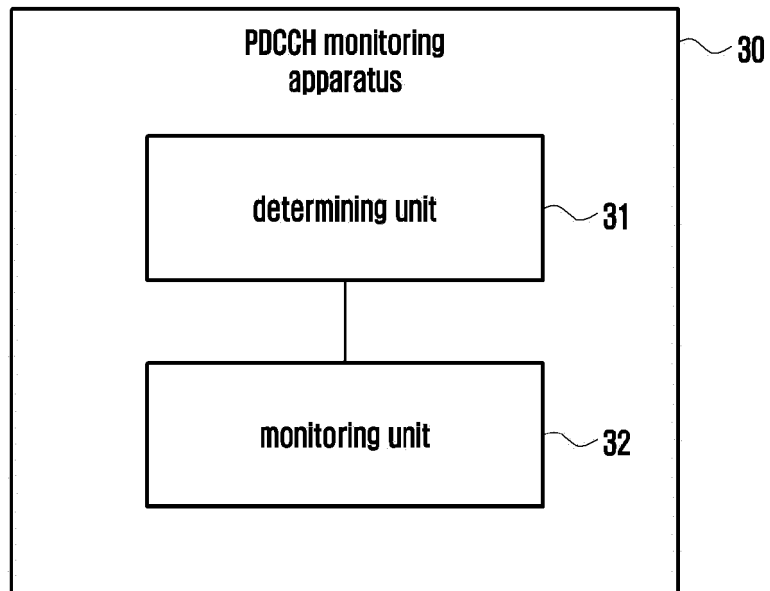 PDCCH monitoring
apparatus
30
determining unit
31
monitoring unit
32